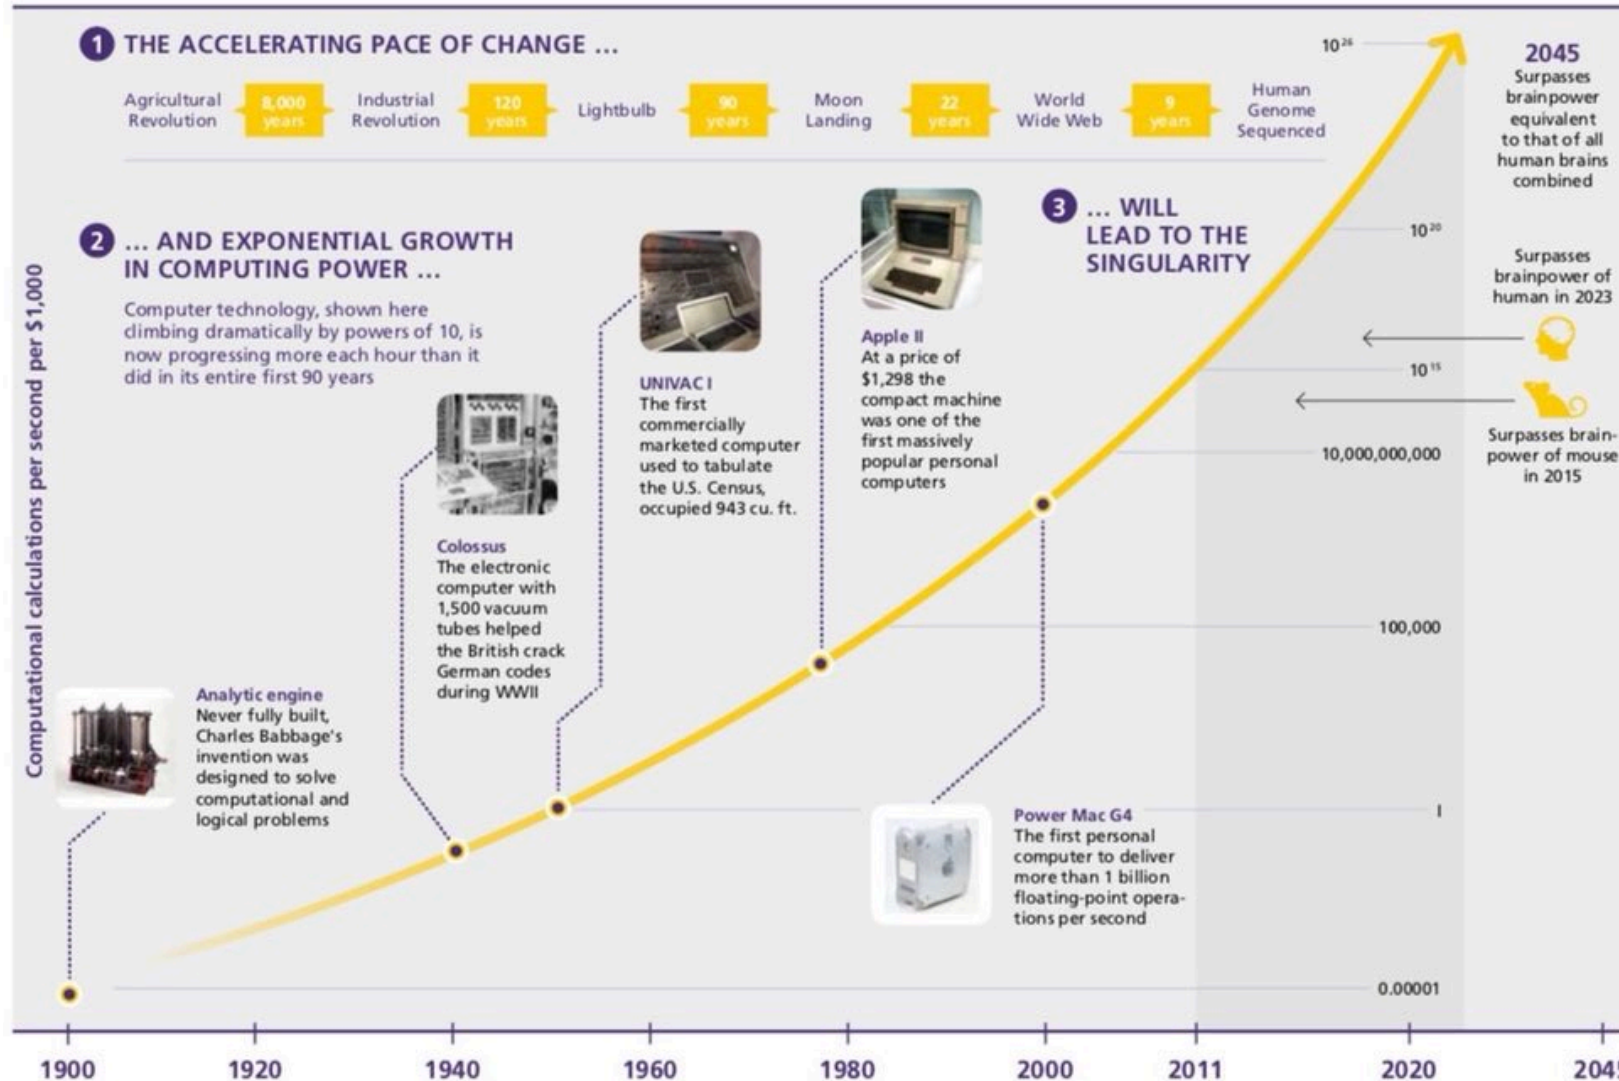 1 THE ACCELERATING PACE OF CHANGE ...
Agricultural
Revolution
8,000
years
Industrial
Revolution
120
years
Lightbulb
90
years
Moon
Landing
22
years
World
Wide Web
9
years
Human
Genome
Sequenced
2 ... AND EXPONENTIAL GROWTH
IN COMPUTING POWER ...
Computer technology, shown here
climbing dramatically by powers of 10, is
now progressing more each hour than it
did in its entire first 90 years
3 ... WILL
LEAD TO THE
SINGULARITY
Computational calculations per second per $1,000
Analytic engine
Never fully built,
Charles Babbage's
invention was
designed to solve
computational and
logical problems
Colossus
The electronic
computer with
1,500 vacuum
tubes helped
the British crack
German codes
during WWII
UNIVAC I
The first
commercially
marketed computer
used to tabulate
the U.S. Census,
occupied 943 cu. ft.
Apple II
At a price of
$1,298 the
compact machine
was one of the
first massively
popular personal
computers
Power Mac G4
The first personal
computer to deliver
more than 1 billion
floating-point opera-
tions per second
10²⁶
10²⁰
10¹⁵
10,000,000,000
100,000
1
0.00001
2045
Surpasses
brainpower
equivalent
to that of all
human brains
combined
Surpasses
brainpower of
human in 2023
Surpasses brain-
power of mouse
in 2015
1900 1920 1940 1960 1980 2000 2011 2020 204